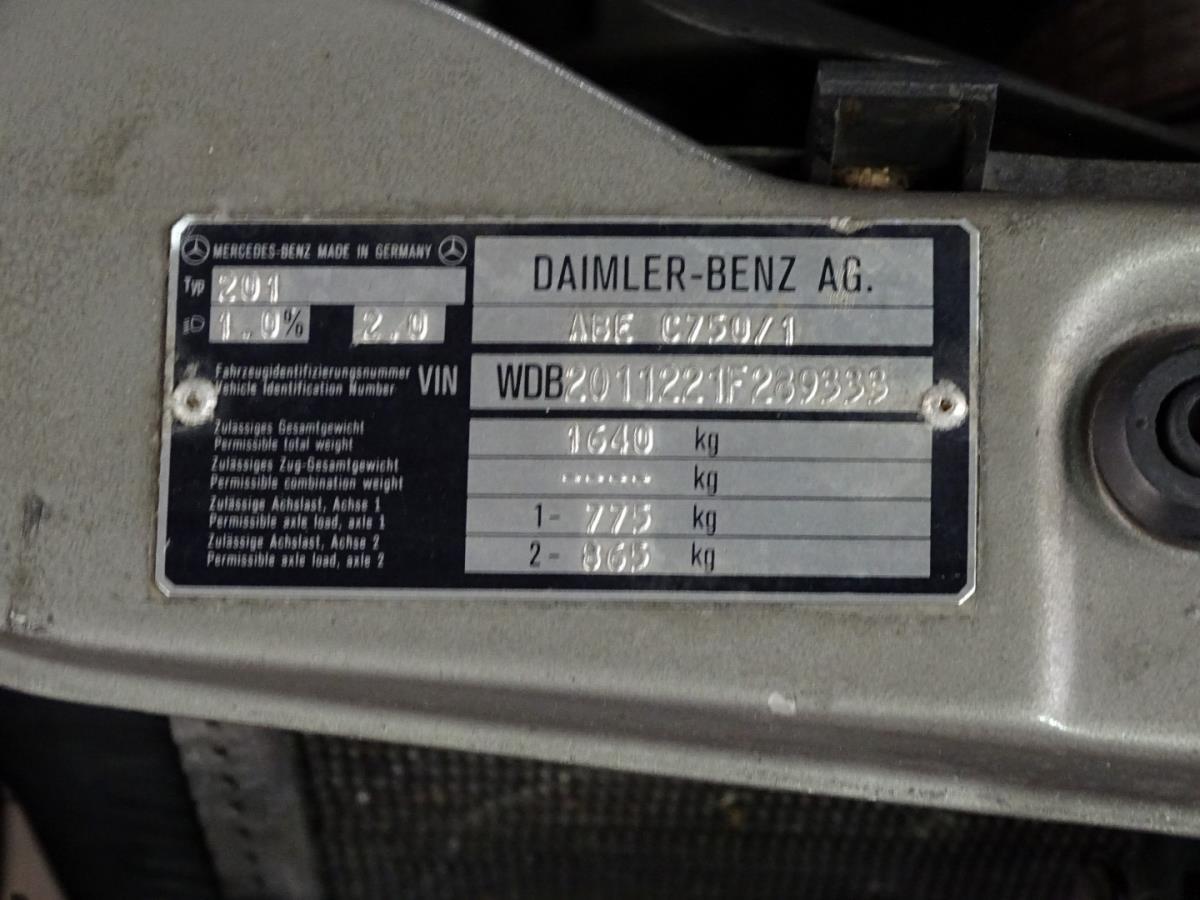 MERCEDES-BENZ MADE IN GERMANY
DAIMLER-BENZ AG.
Typ 201
1.0% 2.0
ABE C750/1
Fahrzeugidentifizierungsnummer
Vehicle Identification Number
VIN WDB2011221F289333
Zulässiges Gesamtgewicht
Permissible total weight
1640 kg
Zulässiges Zug-Gesamtgewicht
Permissible combination weight
------- kg
Zulässige Achslast, Achse 1
Permissible axle load, axle 1
1- 775 kg
Zulässige Achslast, Achse 2
Permissible axle load, axle 2
2- 865 kg